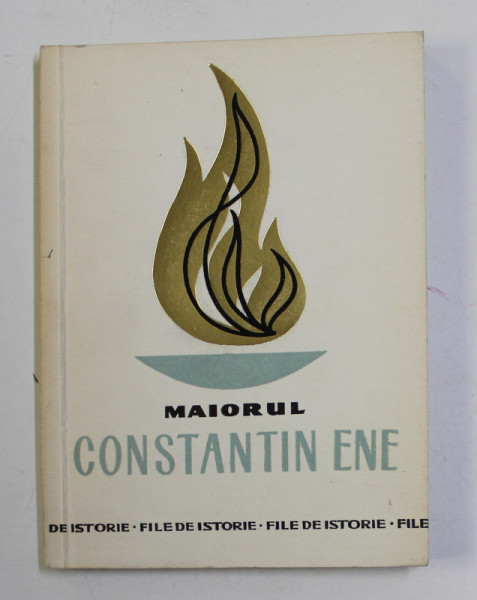 MAIORUL
CONSTANTIN ENE
DE ISTORIE · FILE DE ISTORIE · FILE DE ISTORIE · FILE